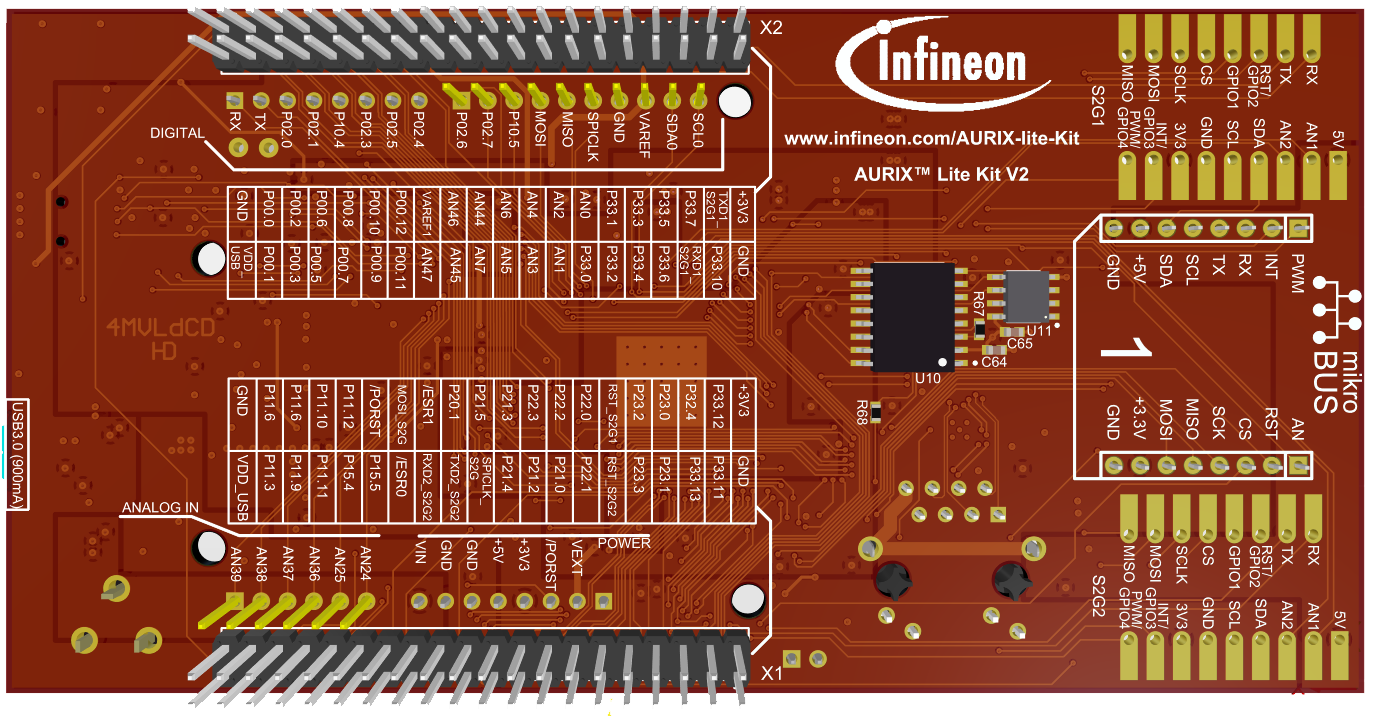 X2
Infineon
www.infineon.com/AURIX-lite-Kit
AURIX™ Lite Kit V2
RX TX P02.0 P02.1 P10.4 P02.3 P02.5 P02.4 P02.6 P02.7 P10.5 MOSI MISO SPICLK GND VAREF SDA0 SCL0
DIGITAL
GND P00.0 P00.2 P00.6 P00.8 P00.10 P00.12 VAREF1 AN46 AN44 AN6 AN4 AN2 AN0 P33.1 P33.3 P33.5 P33.7 TXD1_S2G1 +3V3
VDD_USB P00.1 P00.3 P00.5 P00.7 P00.9 P00.11 AN47 AN45 AN7 AN5 AN3 AN1 P33.0 P33.2 P33.4 P33.6 RXD1_S2G1 P33.10 GND
4MVLdCD
HD
GND P11.6 P11.6 P11.10 P11.12 /PORST MOSI_S2G /ESR1 P20.1 P21.5 P21.3 P22.3 P22.2 P22.0 RST_S2G1 P23.2 P23.0 P32.4 P33.12 +3V3
VDD_USB P11.3 P11.9 P11.11 P15.4 P15.5 /ESR0 RXD2_S2G2 TXD2_S2G2 SPICLK_S2G P21.4 P21.2 P21.0 P22.1 RST_S2G2 P23.3 P23.1 P33.13 P33.11 GND
USB3.0 (900mA)
ANALOG IN
POWER
AN39 AN38 AN37 AN36 AN25 AN24
VIN GND GND +5V +3V3 /PORST VEXT
X1
R67
U11
C65
C64
U10
R68
MISO MOSI SCLK CS GPIO1 RST/GPIO2 TX RX
S2G1
PWM/GPIO4 INT/GPIO3 3V3 GND SCL SDA AN2 AN1 5V
GND +5V SDA SCL TX RX INT PWM
1
mikro
BUS
GND +3.3V MOSI MISO SCK CS RST AN
MISO MOSI SCLK CS GPIO1 RST/GPIO2 TX RX
S2G2
PWM/GPIO4 INT/GPIO3 3V3 GND SCL SDA AN2 AN1 5V